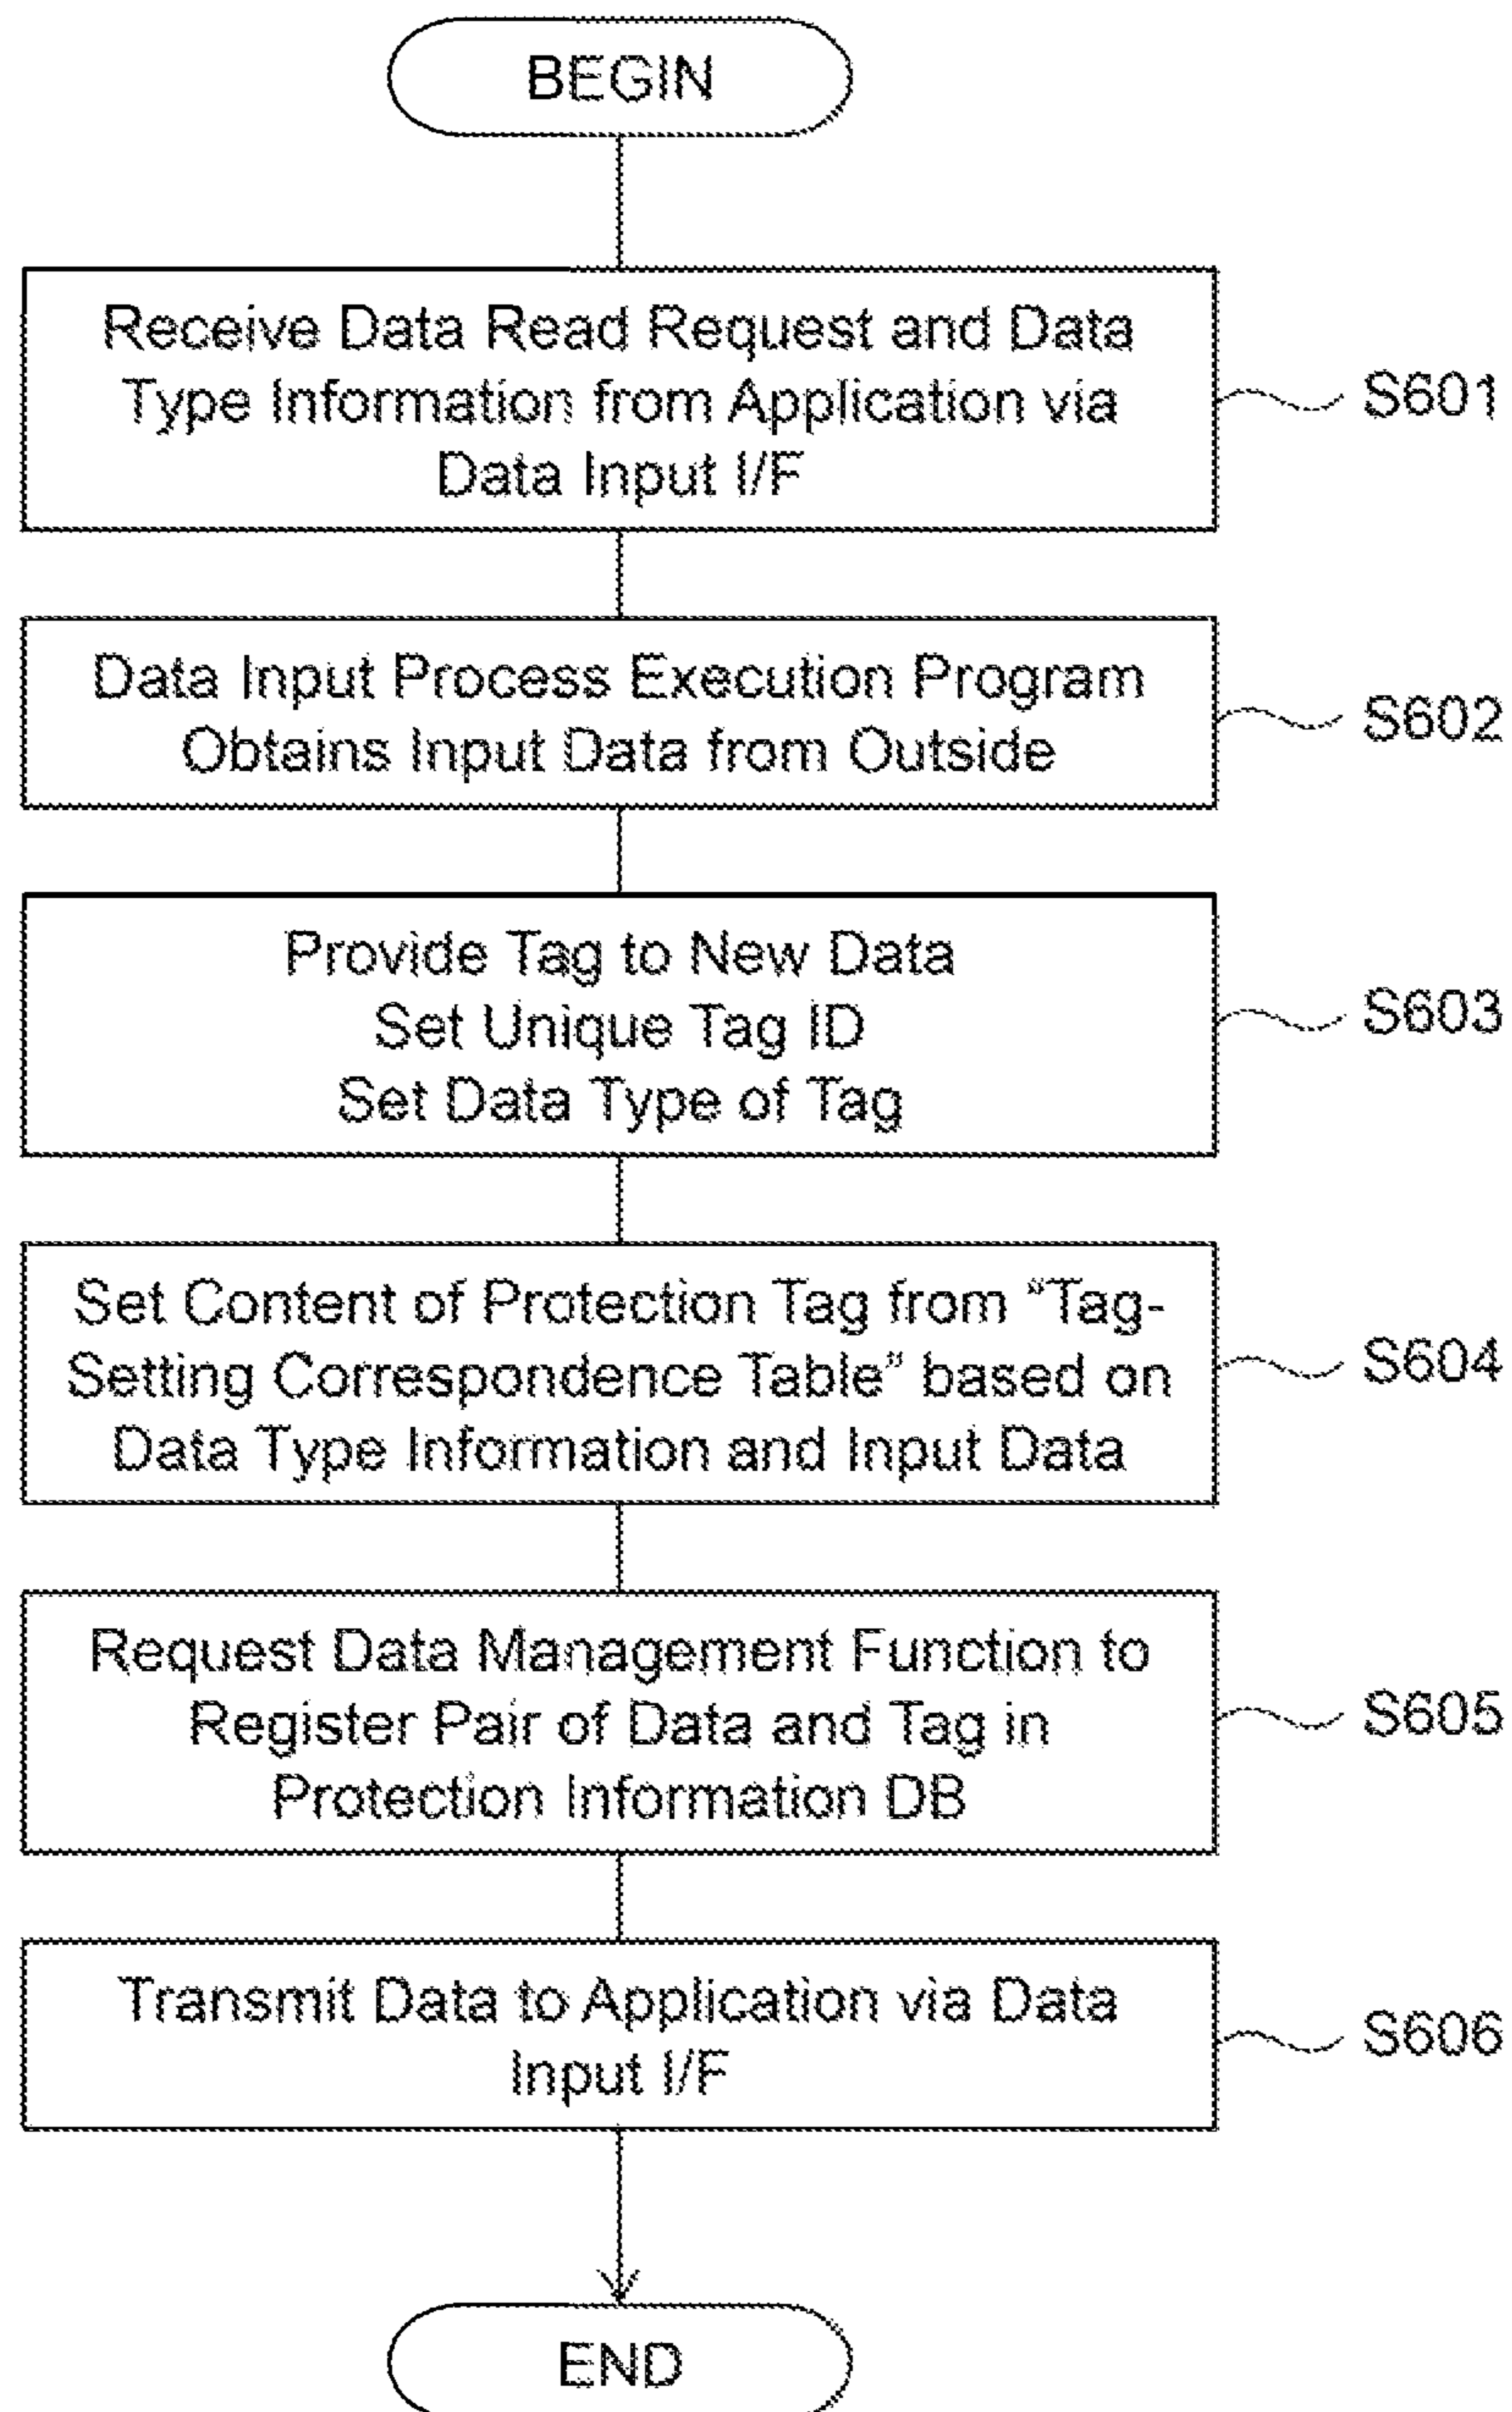 BEGIN
Receive Data Read Request and Data
Type Information from Application via
Data Input I/F
S601
Data Input Process Execution Program
Obtains Input Data from Outside
S602
Provide Tag to New Data
Set Unique Tag ID
Set Data Type of Tag
S603
Set Content of Protection Tag from “Tag-
Setting Correspondence Table” based on
Data Type Information and Input Data
S604
Request Data Management Function to
Register Pair of Data and Tag in
Protection Information DB
S605
Transmit Data to Application via Data
Input I/F
S606
END